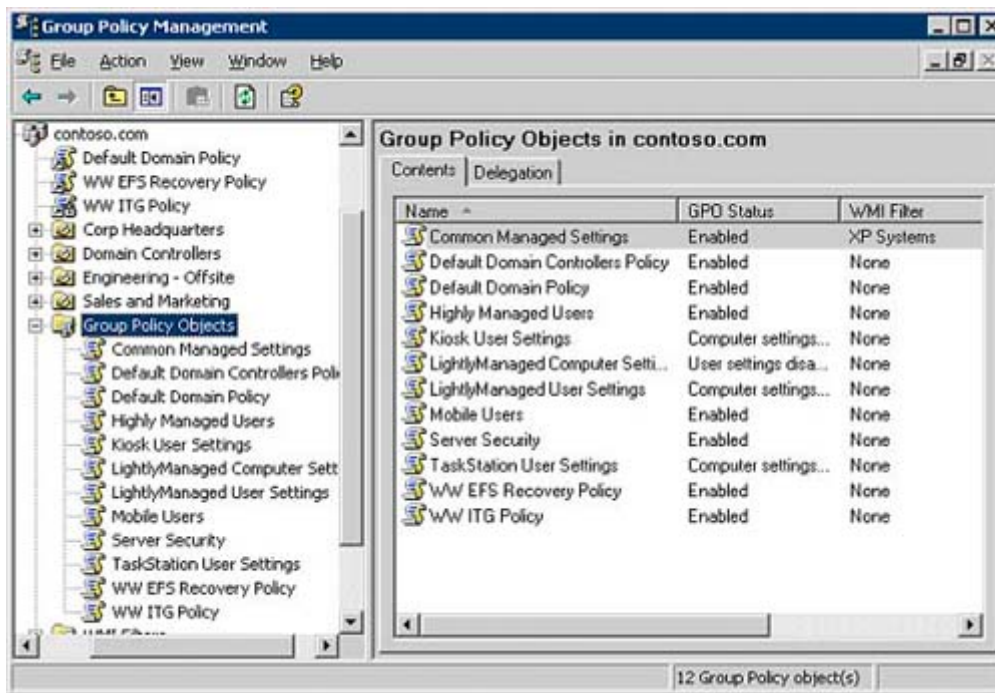 Group Policy Management
File Action View Window Help
contoso.com
Default Domain Policy
WW EFS Recovery Policy
WW ITG Policy
Corp Headquarters
Domain Controllers
Engineering - Offsite
Sales and Marketing
Group Policy Objects
Common Managed Settings
Default Domain Controllers Poli
Default Domain Policy
Highly Managed Users
Kiosk User Settings
LightlyManaged Computer Sett
LightlyManaged User Settings
Mobile Users
Server Security
TaskStation User Settings
WW EFS Recovery Policy
WW ITG Policy
WMI Filters
Group Policy Objects in contoso.com
Contents Delegation
Name GPO Status WMI Filter
Common Managed Settings Enabled XP Systems
Default Domain Controllers Policy Enabled None
Default Domain Policy Enabled None
Highly Managed Users Enabled None
Kiosk User Settings Computer settings... None
LightlyManaged Computer Setti... User settings disa... None
LightlyManaged User Settings Computer settings... None
Mobile Users Enabled None
Server Security Enabled None
TaskStation User Settings Computer settings... None
WW EFS Recovery Policy Enabled None
WW ITG Policy Enabled None
12 Group Policy object(s)